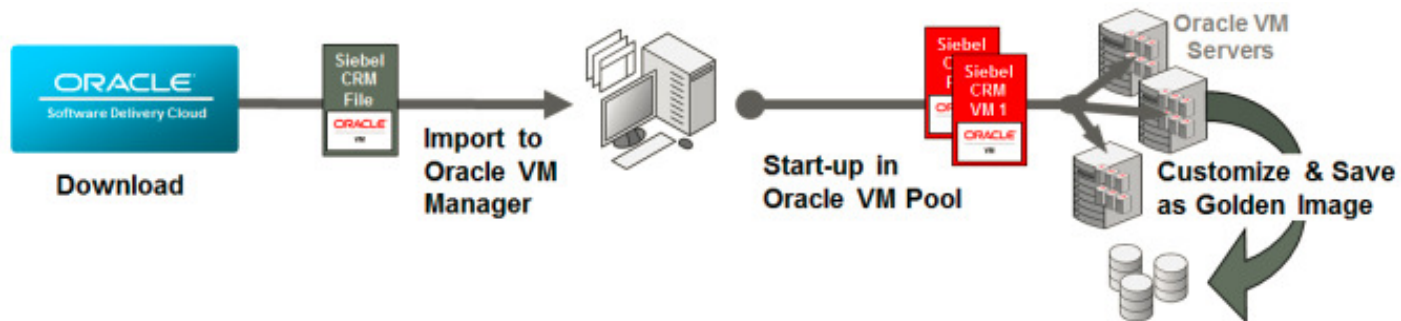 ORACLE
Software Delivery Cloud
Download
Siebel
CRM
File
ORACLE
VM
Import to
Oracle VM
Manager
Start-up in
Oracle VM Pool
Siebel
Siebel
CRM
VM 1
ORACLE
VM
Oracle VM
Servers
Customize & Save
as Golden Image